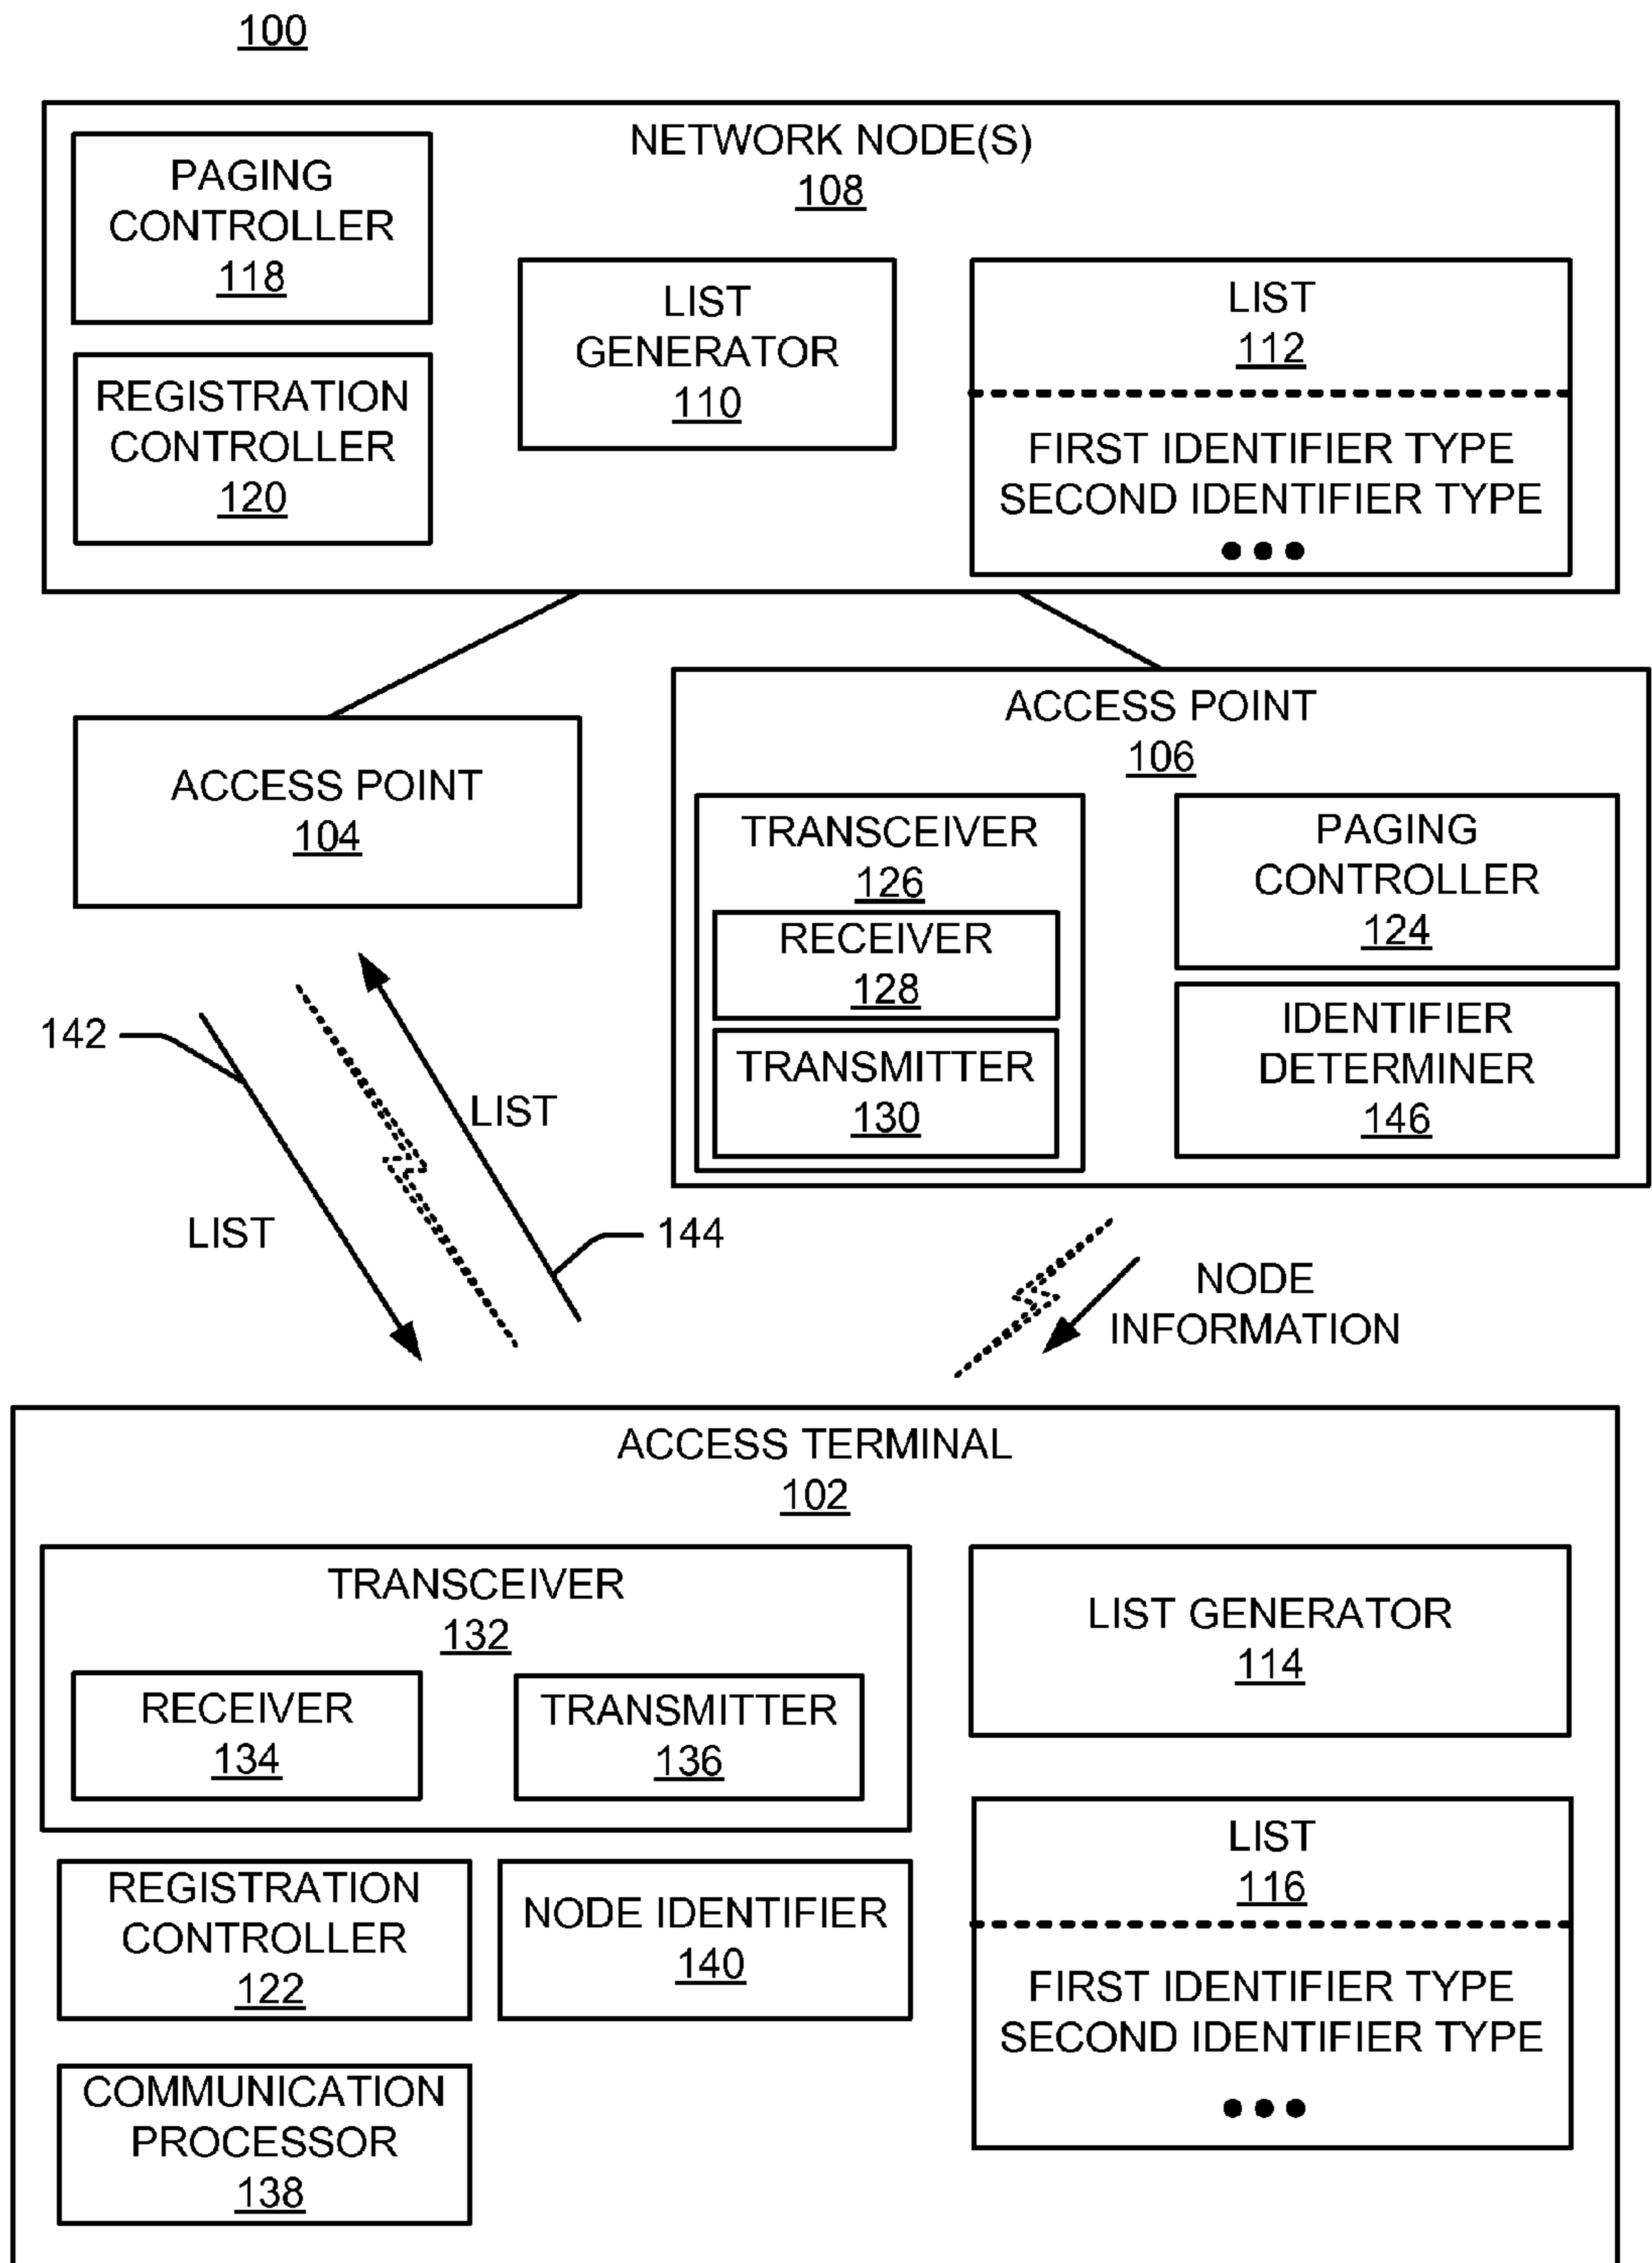 100
NETWORK NODE(S)
108
PAGING
CONTROLLER
118
REGISTRATION
CONTROLLER
120
LIST
GENERATOR
110
LIST
112
FIRST IDENTIFIER TYPE
SECOND IDENTIFIER TYPE
●●●
ACCESS POINT
104
ACCESS POINT
106
TRANSCEIVER
126
RECEIVER
128
TRANSMITTER
130
PAGING
CONTROLLER
124
IDENTIFIER
DETERMINER
146
142
LIST
LIST
144
NODE
INFORMATION
ACCESS TERMINAL
102
TRANSCEIVER
132
RECEIVER
134
TRANSMITTER
136
LIST GENERATOR
114
REGISTRATION
CONTROLLER
122
NODE IDENTIFIER
140
LIST
116
FIRST IDENTIFIER TYPE
SECOND IDENTIFIER TYPE
●●●
COMMUNICATION
PROCESSOR
138